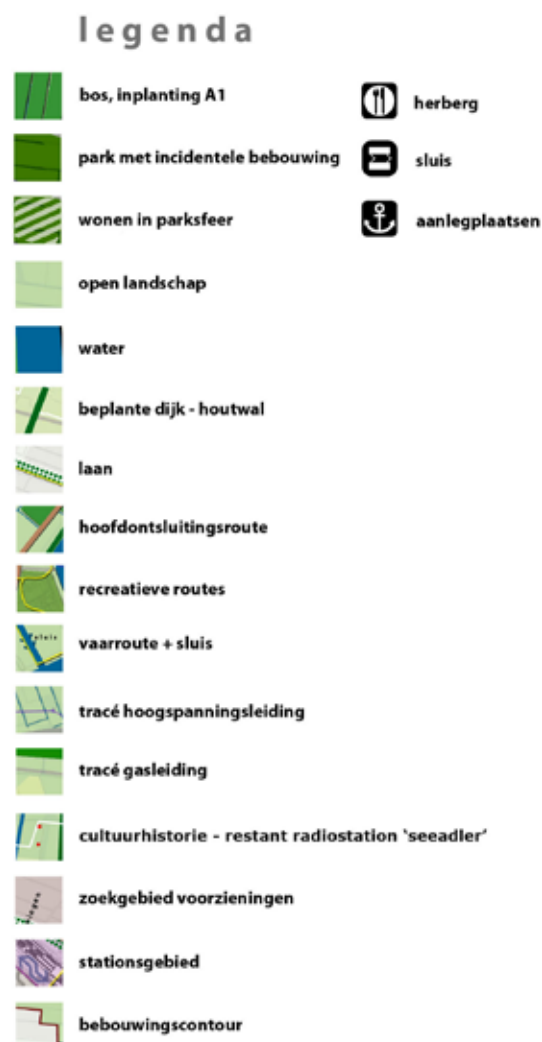 legenda
bos, inplanting A1
park met incidentele bebouwing
wonen in parksfeer
open landschap
water
beplante dijk - houtwal
laan
hoofdontsluitingsroute
recreatieve routes
vaarroute + sluis
tracé hoogspanningsleiding
tracé gasleiding
cultuurhistorie - restant radiostation ‘seeadler’
zoekgebied voorzieningen
stationsgebied
bebouwingscontour
herberg
sluis
aanlegplaatsen